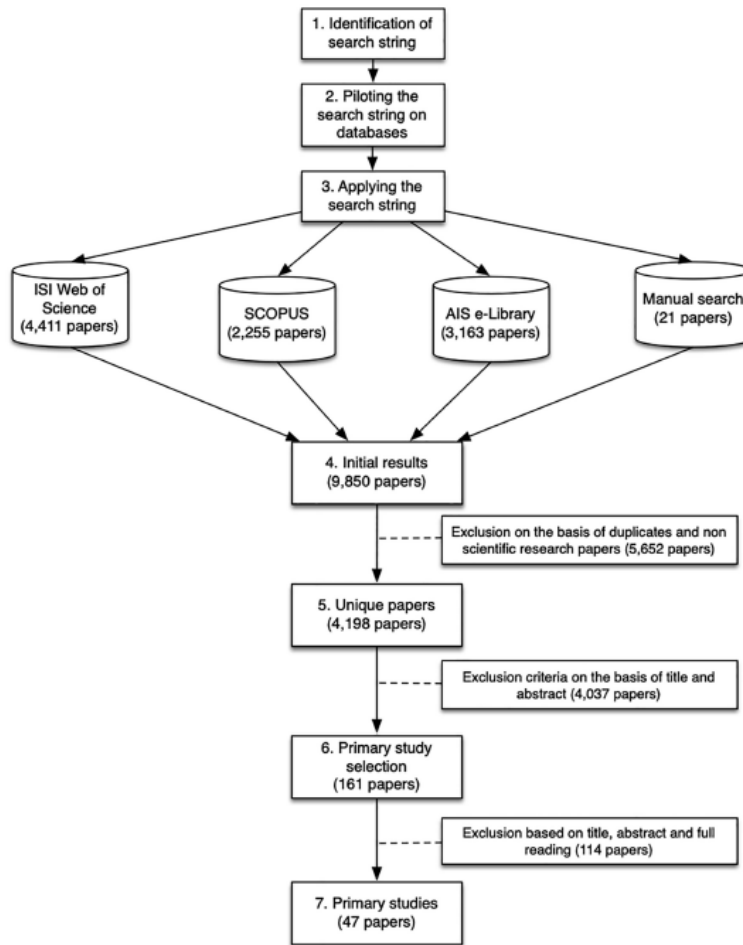 1. Identification of
search string
2. Piloting the
search string on
databases
3. Applying the
search string
ISI Web of
Science
(4,411 papers)
SCOPUS
(2,255 papers)
AIS e-Library
(3,163 papers)
Manual search
(21 papers)
4. Initial results
(9,850 papers)
Exclusion on the basis of duplicates and non
scientific research papers (5,652 papers)
5. Unique papers
(4,198 papers)
Exclusion criteria on the basis of title and
abstract (4,037 papers)
6. Primary study
selection
(161 papers)
Exclusion based on title, abstract and full
reading (114 papers)
7. Primary studies
(47 papers)